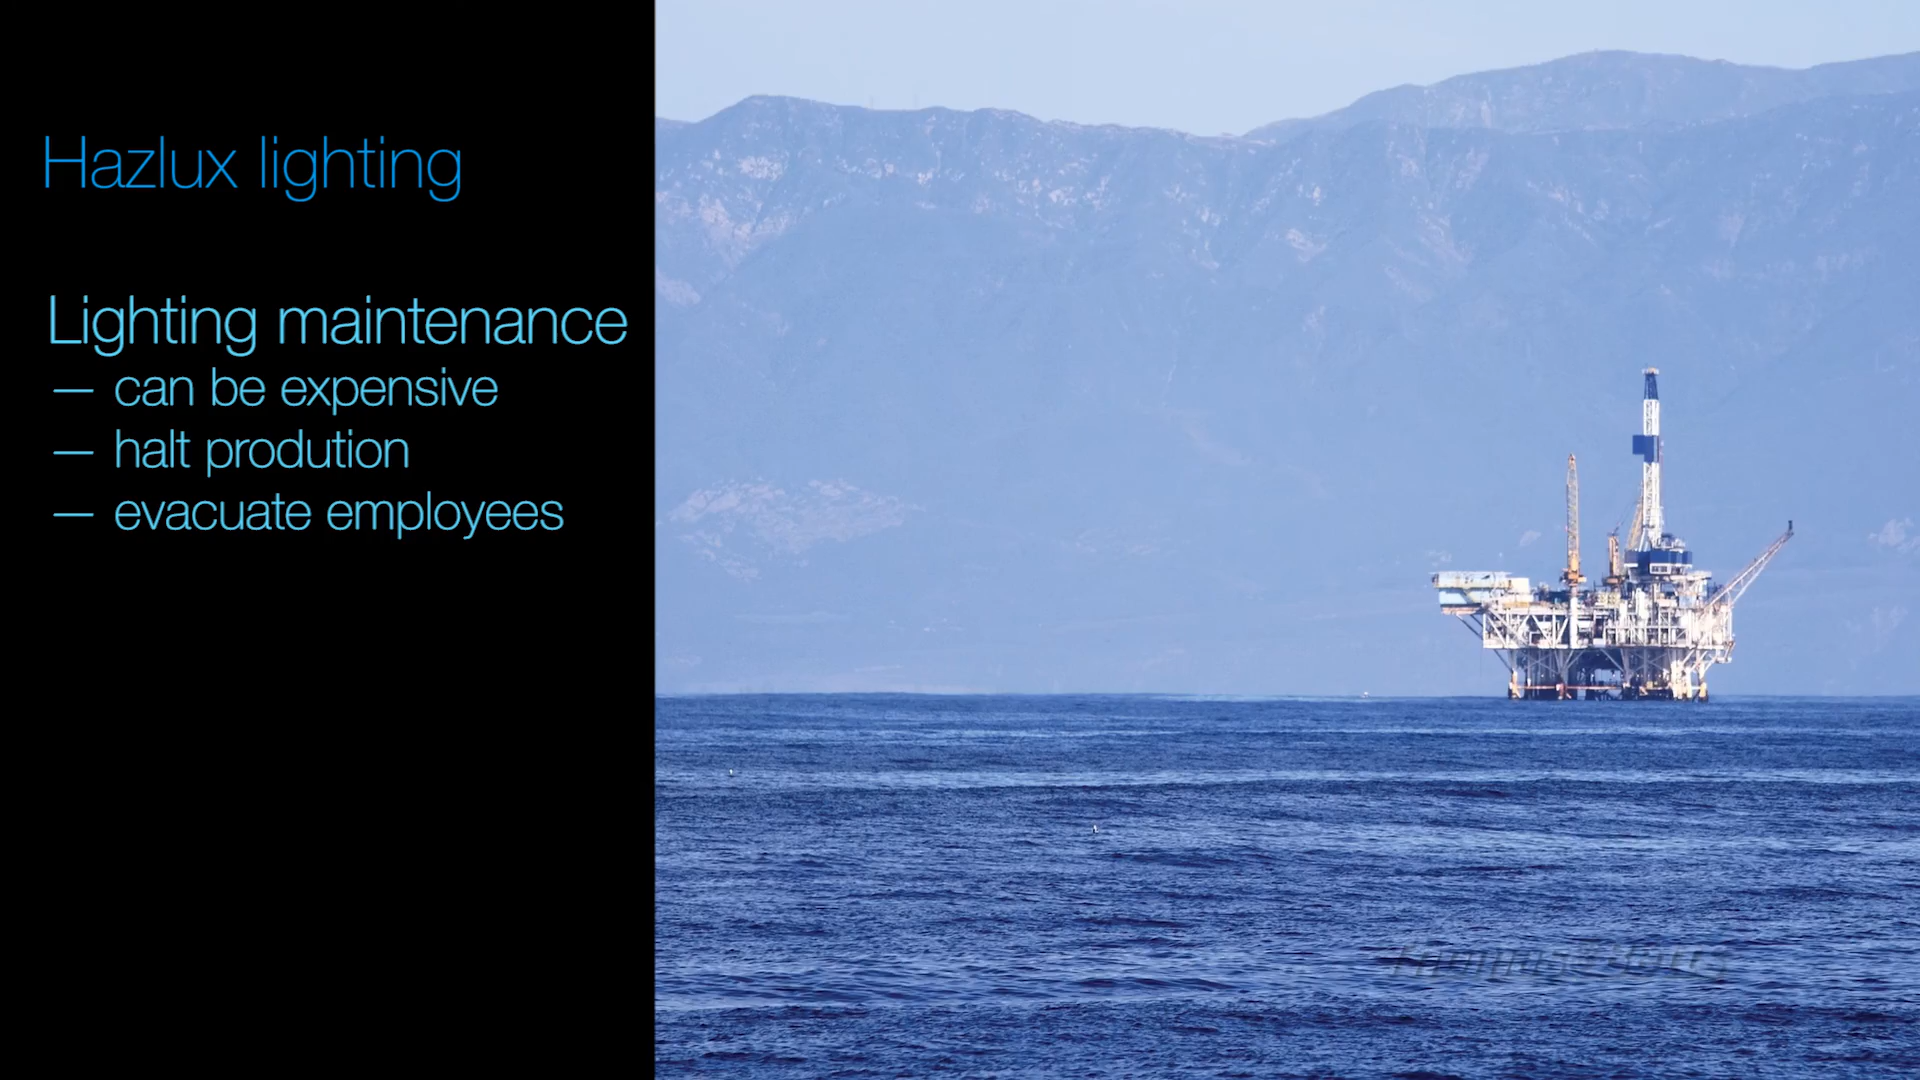 Hazlux lighting
Lighting maintenance
— can be expensive
— halt prodution
— evacuate employees